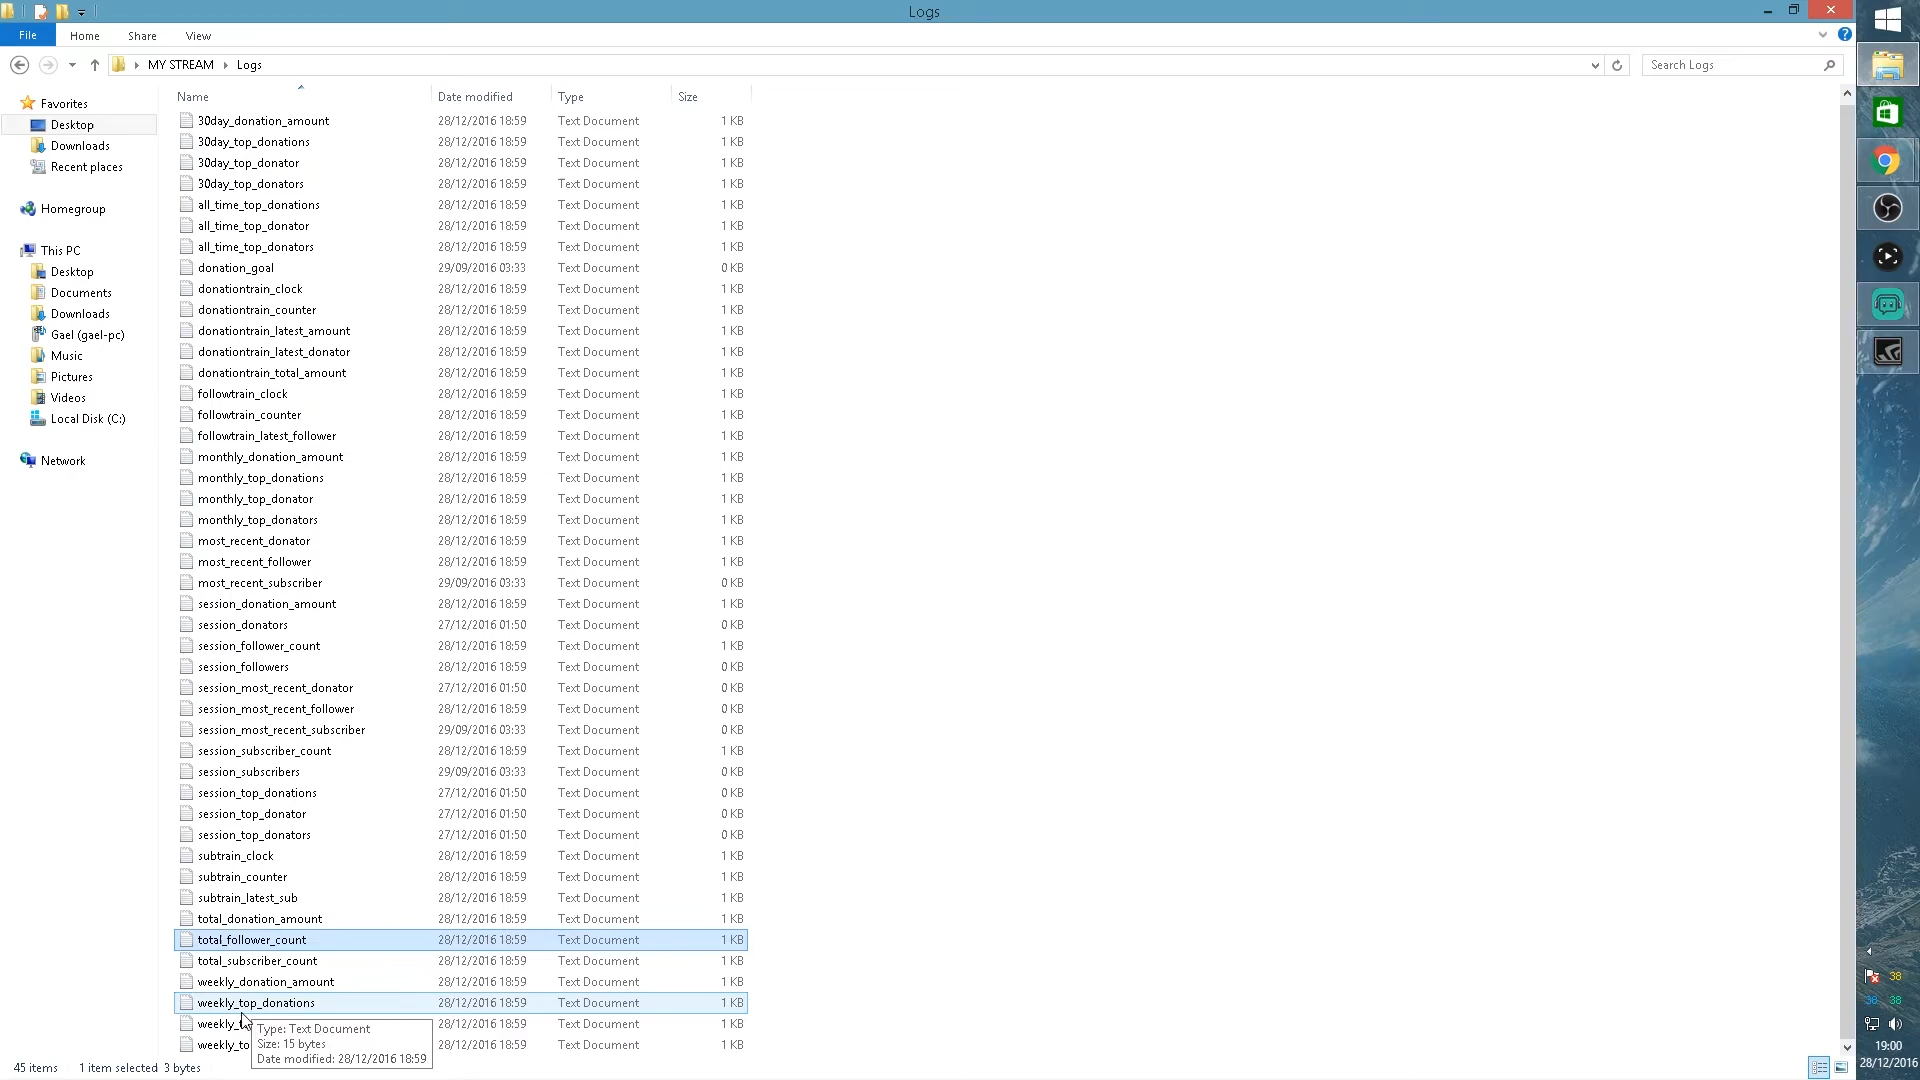 Logs
File Home Share View
MY STREAM Logs Search Logs
Name Date modified Type Size
Favorites
Desktop
Downloads
Recent places
Homegroup
This PC
Desktop
Documents
Downloads
Gael (gael-pc)
Music
Pictures
Videos
Local Disk (C:)
Network
30day_donation_amount 28/12/2016 18:59 Text Document 1 KB
30day_top_donations 28/12/2016 18:59 Text Document 1 KB
30day_top_donator 28/12/2016 18:59 Text Document 1 KB
30day_top_donators 28/12/2016 18:59 Text Document 1 KB
all_time_top_donations 28/12/2016 18:59 Text Document 1 KB
all_time_top_donator 28/12/2016 18:59 Text Document 1 KB
all_time_top_donators 28/12/2016 18:59 Text Document 1 KB
donation_goal 29/09/2016 03:33 Text Document 0 KB
donationtrain_clock 28/12/2016 18:59 Text Document 1 KB
donationtrain_counter 28/12/2016 18:59 Text Document 1 KB
donationtrain_latest_amount 28/12/2016 18:59 Text Document 1 KB
donationtrain_latest_donator 28/12/2016 18:59 Text Document 1 KB
donationtrain_total_amount 28/12/2016 18:59 Text Document 1 KB
followtrain_clock 28/12/2016 18:59 Text Document 1 KB
followtrain_counter 28/12/2016 18:59 Text Document 1 KB
followtrain_latest_follower 28/12/2016 18:59 Text Document 1 KB
monthly_donation_amount 28/12/2016 18:59 Text Document 1 KB
monthly_top_donations 28/12/2016 18:59 Text Document 1 KB
monthly_top_donator 28/12/2016 18:59 Text Document 1 KB
monthly_top_donators 28/12/2016 18:59 Text Document 1 KB
most_recent_donator 28/12/2016 18:59 Text Document 1 KB
most_recent_follower 28/12/2016 18:59 Text Document 1 KB
most_recent_subscriber 29/09/2016 03:33 Text Document 0 KB
session_donation_amount 28/12/2016 18:59 Text Document 1 KB
session_donators 27/12/2016 01:50 Text Document 0 KB
session_follower_count 28/12/2016 18:59 Text Document 1 KB
session_followers 28/12/2016 18:59 Text Document 0 KB
session_most_recent_donator 27/12/2016 01:50 Text Document 0 KB
session_most_recent_follower 28/12/2016 18:59 Text Document 0 KB
session_most_recent_subscriber 29/09/2016 03:33 Text Document 0 KB
session_subscriber_count 28/12/2016 18:59 Text Document 1 KB
session_subscribers 29/09/2016 03:33 Text Document 0 KB
session_top_donations 27/12/2016 01:50 Text Document 0 KB
session_top_donator 27/12/2016 01:50 Text Document 0 KB
session_top_donators 27/12/2016 01:50 Text Document 0 KB
subtrain_clock 28/12/2016 18:59 Text Document 1 KB
subtrain_counter 28/12/2016 18:59 Text Document 1 KB
subtrain_latest_sub 28/12/2016 18:59 Text Document 1 KB
total_donation_amount 28/12/2016 18:59 Text Document 1 KB
total_follower_count 28/12/2016 18:59 Text Document 1 KB
total_subscriber_count 28/12/2016 18:59 Text Document 1 KB
weekly_donation_amount 28/12/2016 18:59 Text Document 1 KB
weekly_top_donations 28/12/2016 18:59 Text Document 1 KB
weekly_t 28/12/2016 18:59 Text Document 1 KB
weekly_to 28/12/2016 18:59 Text Document 1 KB
Type: Text Document
Size: 15 bytes
Date modified: 28/12/2016 18:59
45 items 1 item selected 3 bytes
38
38 38
19:00
28/12/2016